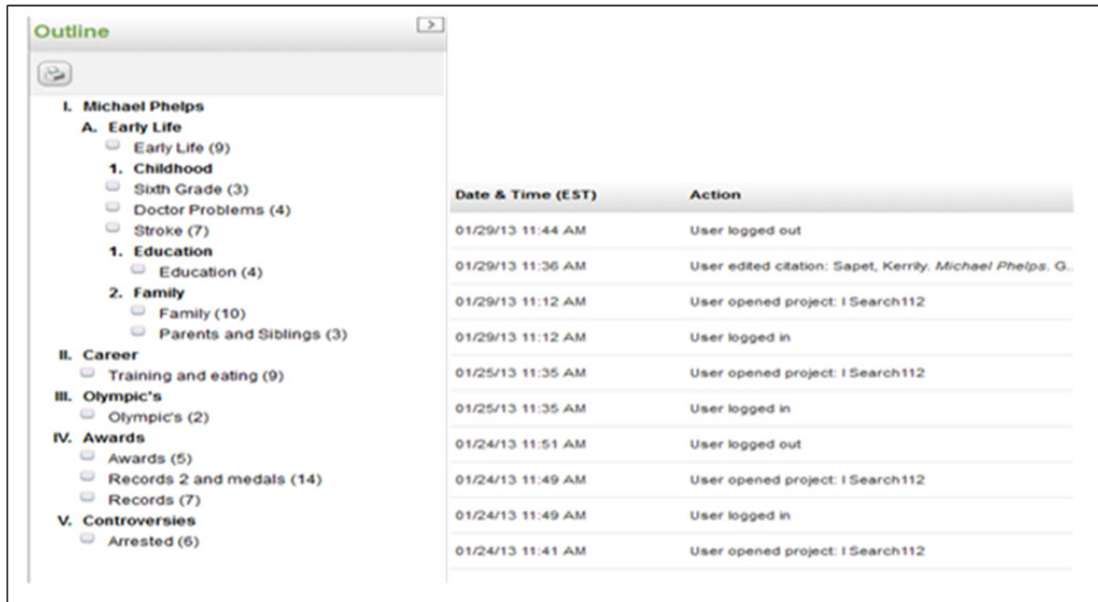 Outline
I. Michael Phelps
A. Early Life
Early Life (9)
1. Childhood
Sixth Grade (3)
Doctor Problems (4)
Stroke (7)
1. Education
Education (4)
2. Family
Family (10)
Parents and Siblings (3)
II. Career
Training and eating (9)
III. Olympic's
Olympic's (2)
IV. Awards
Awards (5)
Records 2 and medals (14)
Records (7)
V. Controversies
Arrested (6)
Date & Time (EST) Action
01/29/13 11:44 AM User logged out
01/29/13 11:36 AM User edited citation: Sapet, Kerrily. Michael Phelps. G..
01/29/13 11:12 AM User opened project: I Search112
01/29/13 11:12 AM User logged in
01/25/13 11:35 AM User opened project: I Search112
01/25/13 11:35 AM User logged in
01/24/13 11:51 AM User logged out
01/24/13 11:49 AM User opened project: I Search112
01/24/13 11:49 AM User logged in
01/24/13 11:41 AM User opened project: I Search112